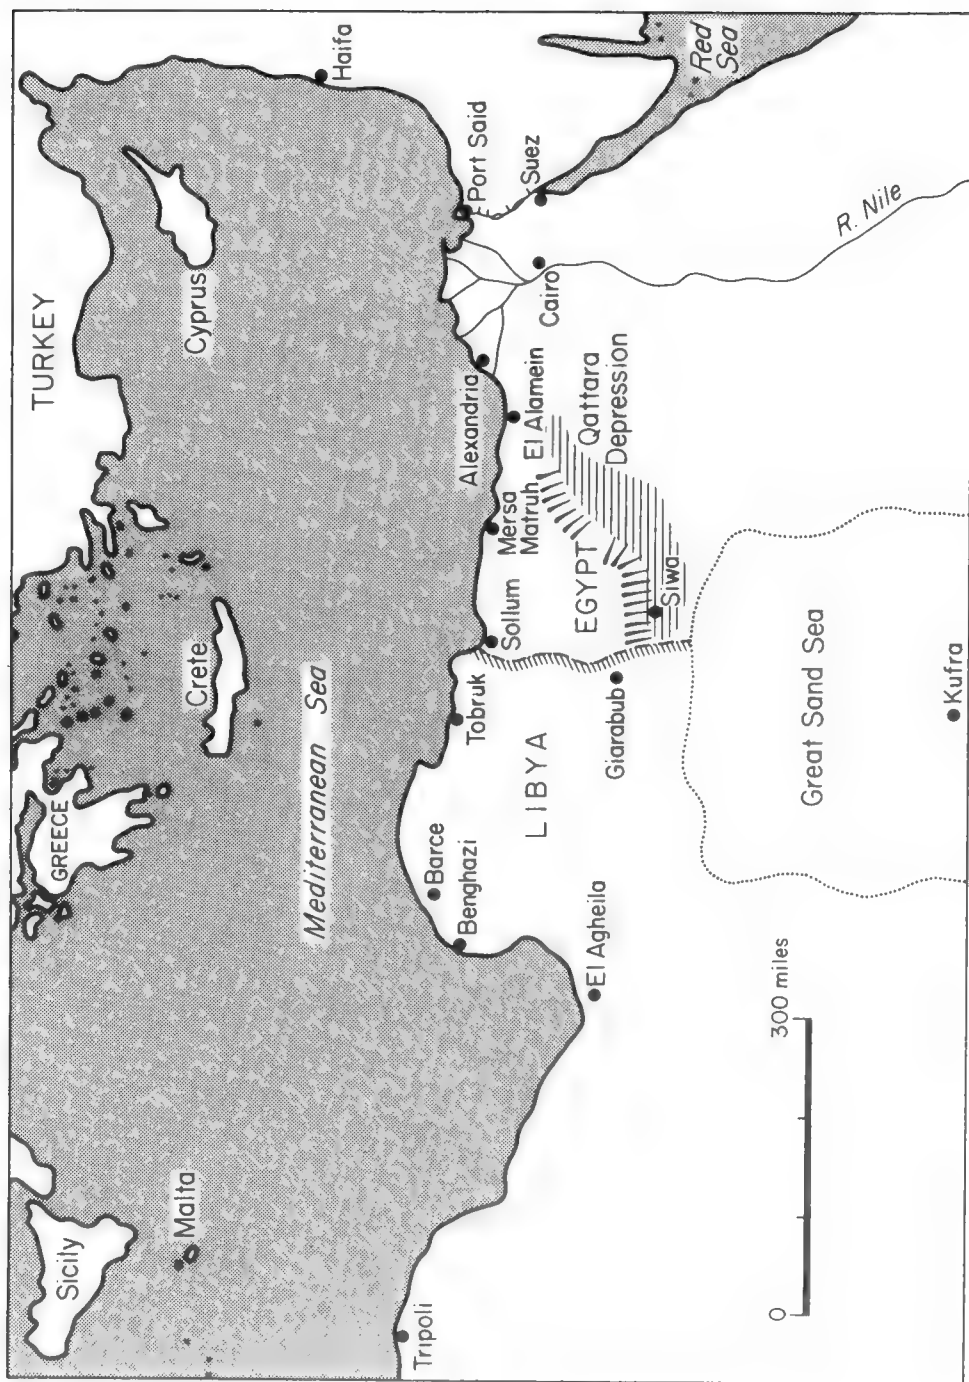 TURKEY
GREECE
Sicily
Cyprus
Crete
Malta
Mediterranean Sea
Haifa
Tripoli
Barce
Benghazi
Tobruk
Sollum
Mersa
Matruh
Alexandria
El Alamein
Port Said
Suez
Cairo
Red
Sea
R. Nile
El Agheila
LIBYA
EGYPT
Qattara
Depression
Giarabub
Siwa
Great Sand Sea
Kufra
0
300 miles